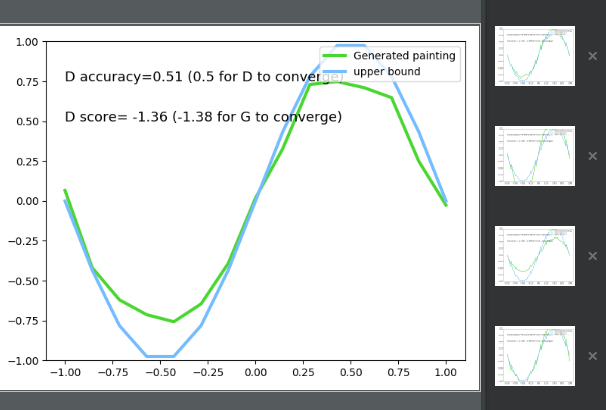 1.00
Generated painting
upper bound
0.75
D accuracy=0.51 (0.5 for D to converge)
0.50
D score= -1.36 (-1.38 for G to converge)
0.25
0.00
−0.25
−0.50
−0.75
−1.00
−1.00 −0.75 −0.50 −0.25 0.00 0.25 0.50 0.75 1.00